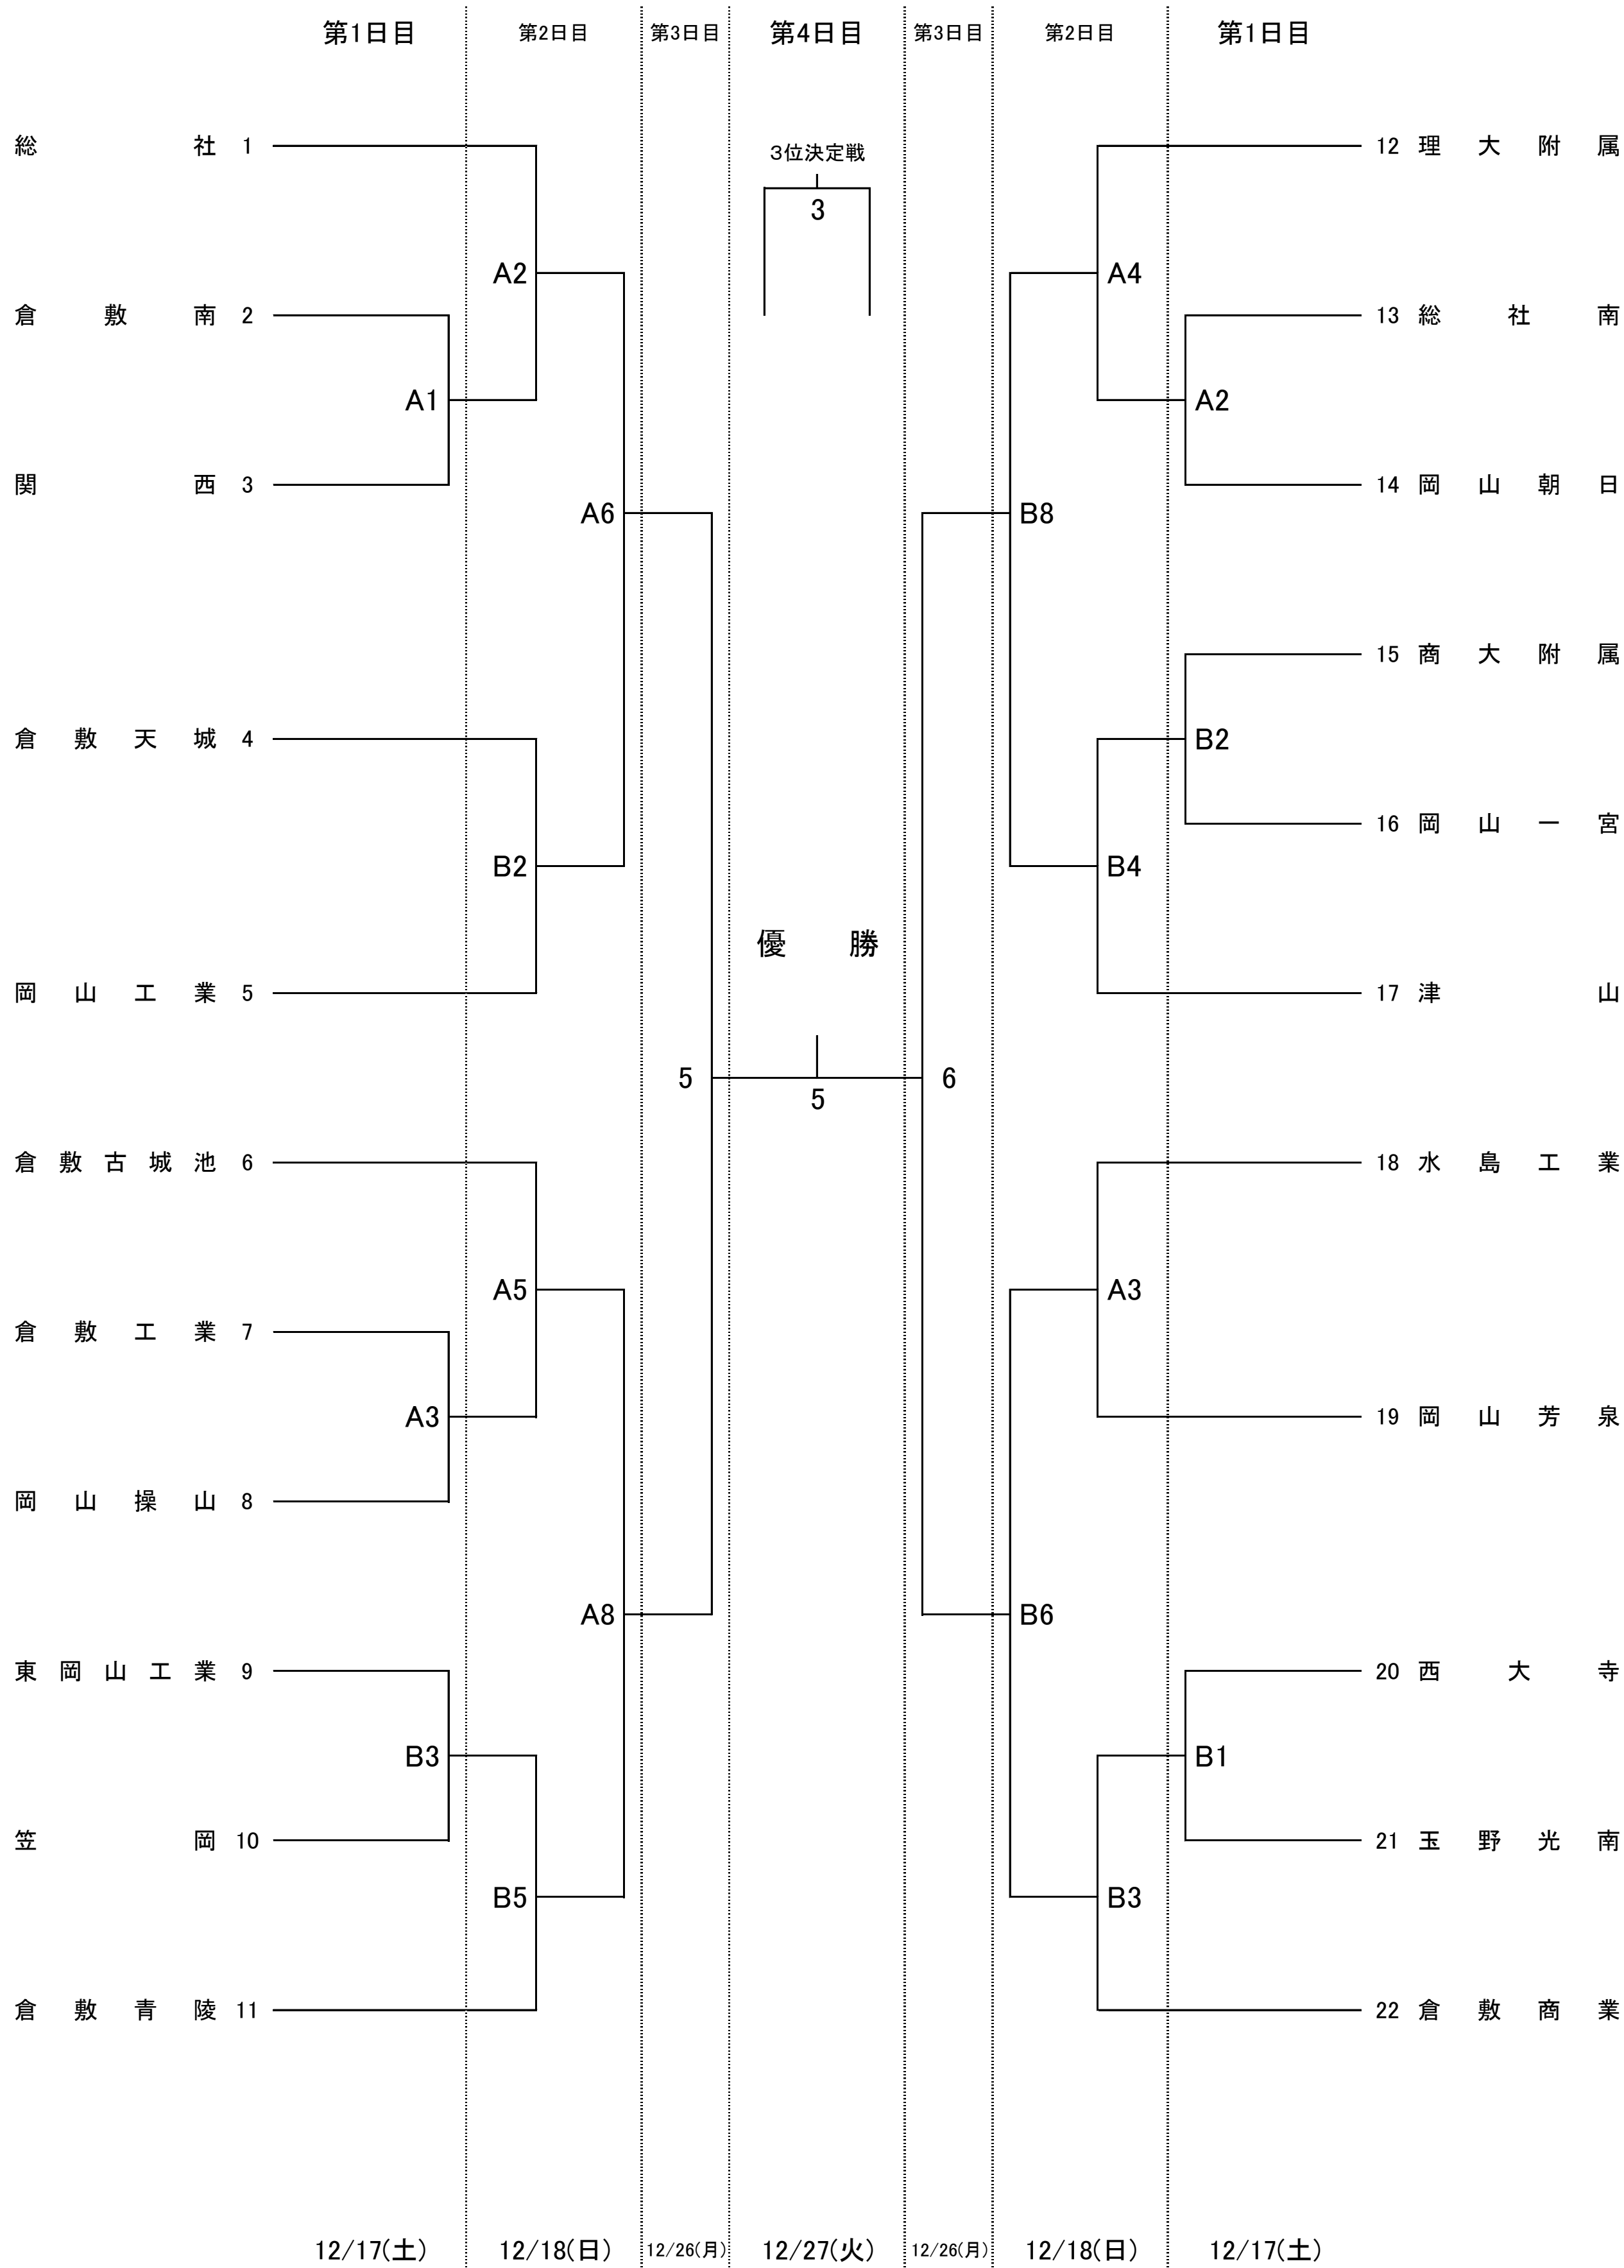 第1日目 第2日目 第3日目 第4日目 第3日目 第2日目 第1日目
総社 1 12 理大附属
3位決定戦
3
A2 A4
倉敷南 2 13 総社南
A1 A2
関西 3 14 岡山朝日
A6 B8
15 商大附属
倉敷天城 4 B2
16 岡山一宮
B2 B4
優勝
岡山工業 5 17 津山
5 6
5
倉敷古城池 6 18 水島工業
A5 A3
倉敷工業 7
A3 19 岡山芳泉
岡山操山 8
A8 B6
東岡山工業 9 20 西大寺
B3 B1
笠岡 10 21 玉野光南
B5 B3
倉敷青陵 11 22 倉敷商業
12/17(土) 12/18(日) 12/26(月) 12/27(火) 12/26(月) 12/18(日) 12/17(土)